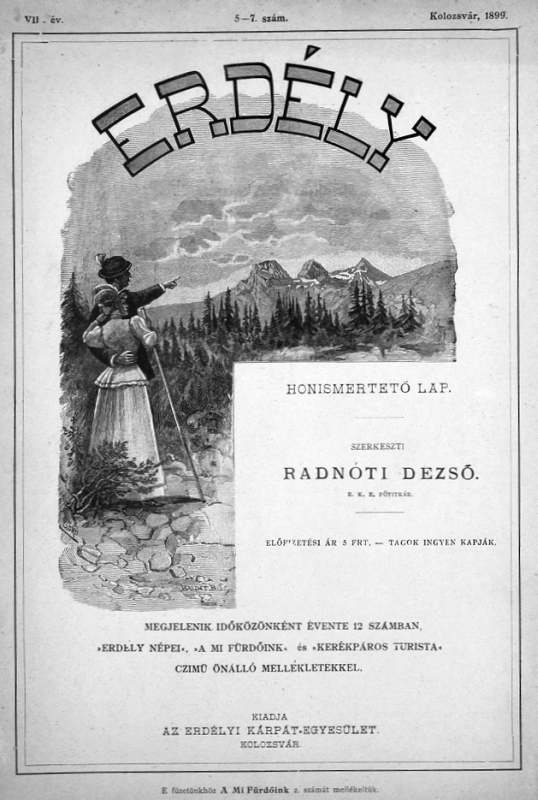 VII. év.
5—7. szám.
Kolozsvár, 1899.
ERDÉLY
HONISMERTETŐ LAP.
SZERKESZTI
RADNÓTI DEZSŐ.
E. K. E. FŐTITKÁR.
ELŐFIZETÉSI ÁR 5 FRT. — TAGOK INGYEN KAPJÁK.
MEGJELENIK IDŐKÖZÖNKÉNT ÉVENTE 12 SZÁMBAN,
»ERDÉLY NÉPEI«, »A MI FÜRDŐINK« és »KERÉKPÁROS TURISTA«
CZIMÜ ÖNÁLLÓ MELLÉKLETEKKEL.
KIADJA
AZ ERDÉLYI KÁRPÁT-EGYESÜLET.
KOLOZSVÁR.
E füzetünkhöz A Mi Fürdőink 2. számát mellékeltük.